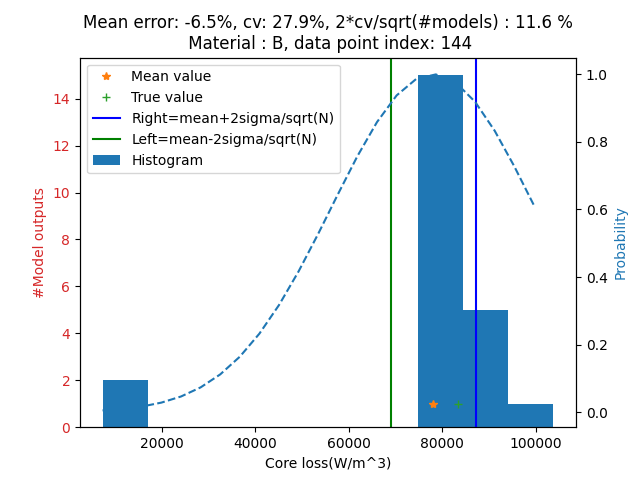 Mean error: -6.5%, cv: 27.9%, 2*cv/sqrt(#models) : 11.6 %
Material : B, data point index: 144
Mean value
True value
Right=mean+2sigma/sqrt(N)
Left=mean-2sigma/sqrt(N)
Histogram
#Model outputs
14
12
10
8
6
4
2
0
1.0
0.8
0.6
0.4
0.2
0.0
Probability
20000 40000 60000 80000 100000
Core loss(W/m^3)